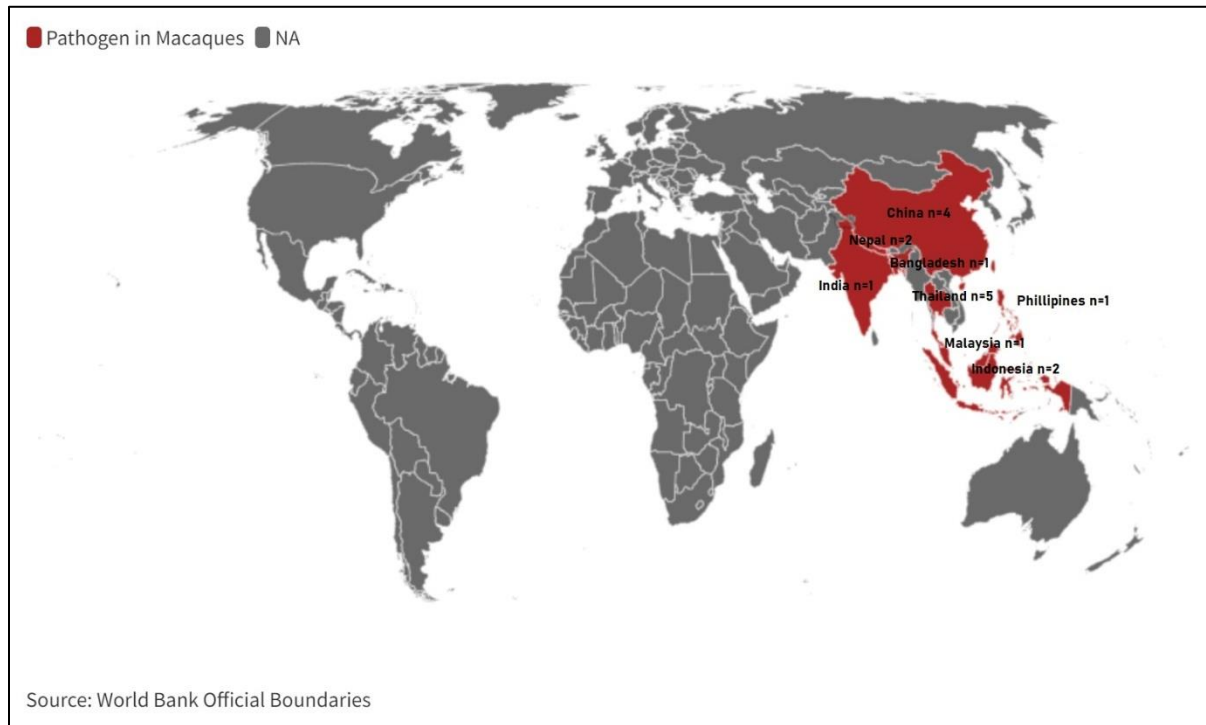 Pathogen in Macaques NA
China n=4
Nepal n=2
Bangladesh n=1
India n=1
Thailand n=5
Phillipines n=1
Malaysia n=1
Indonesia n=2
Source: World Bank Official Boundaries